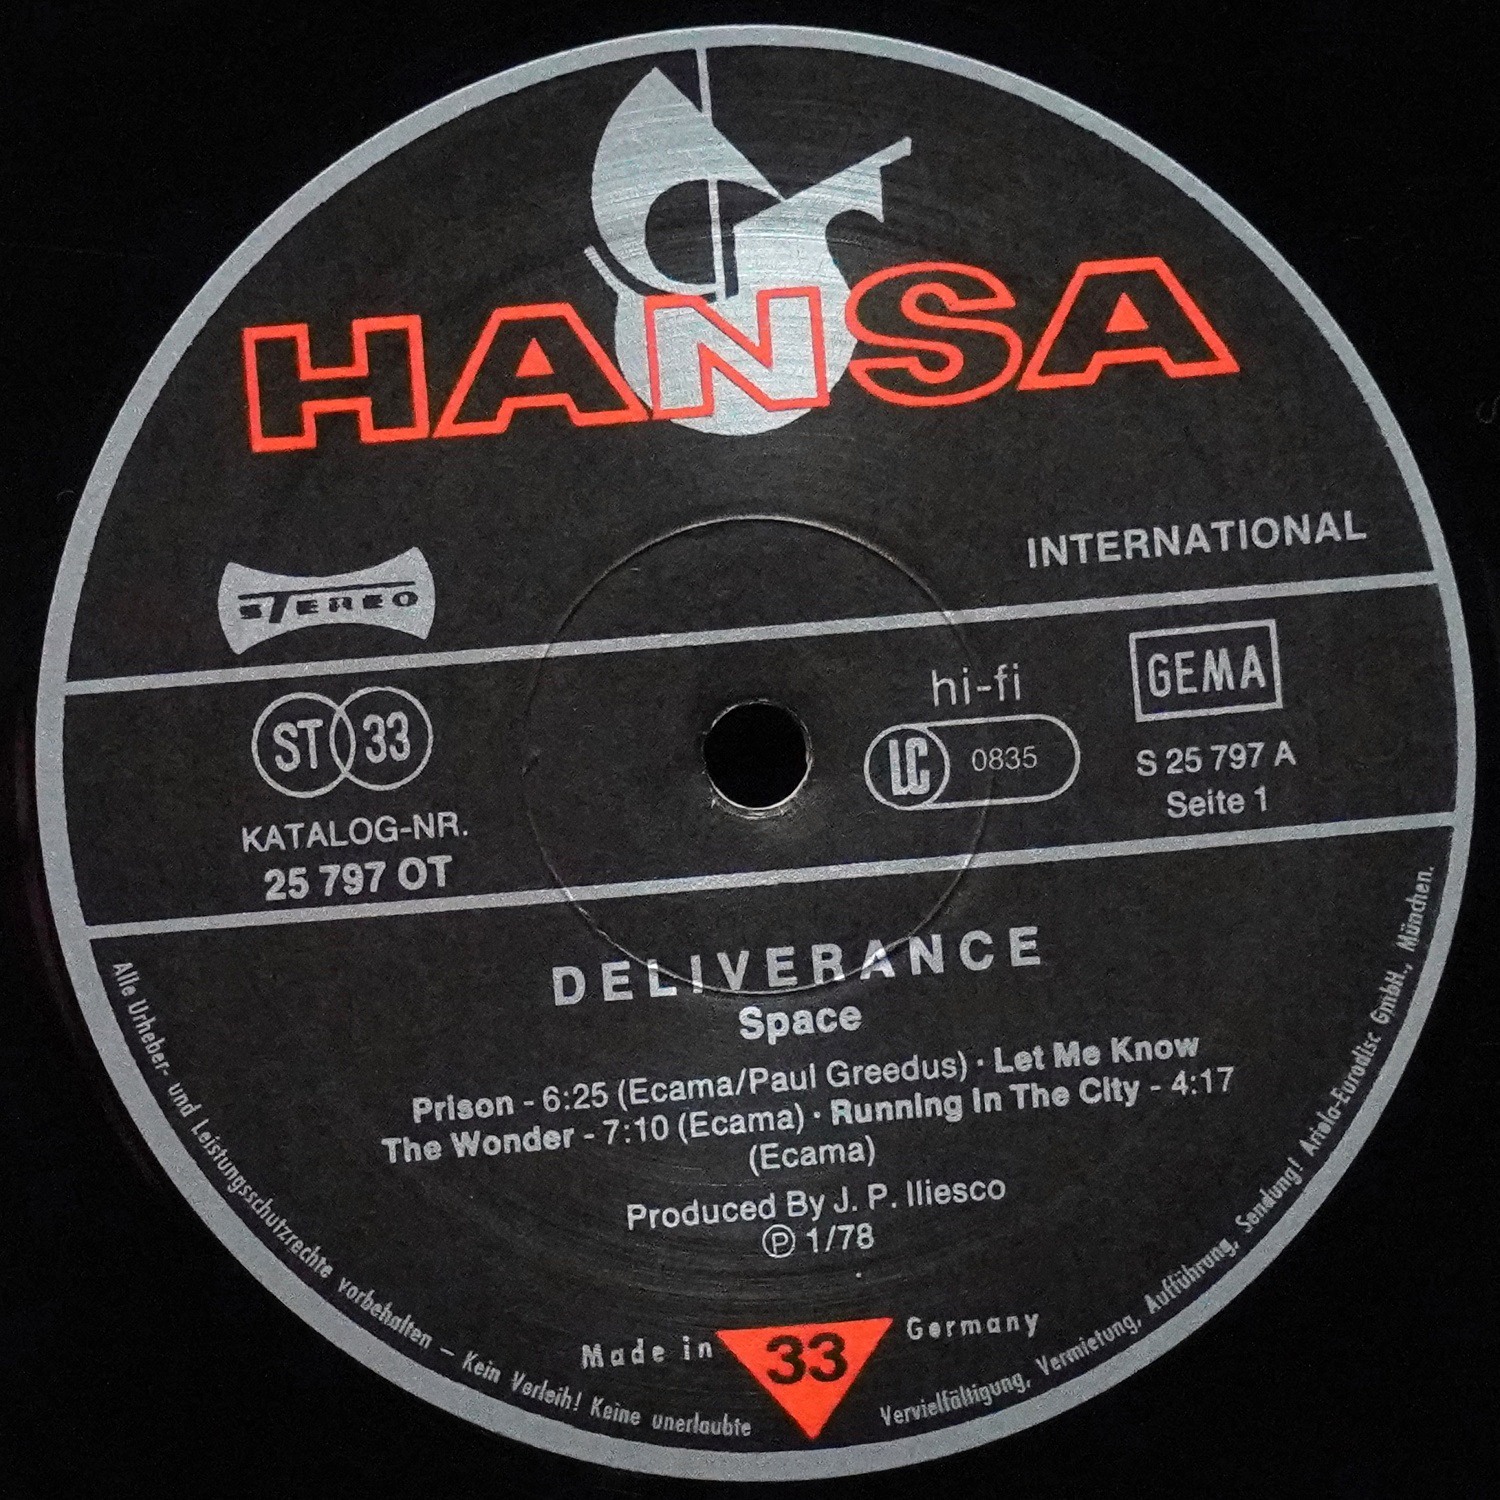 HANSA
INTERNATIONAL
STEREO
ST 33
KATALOG-NR.
25 797 OT
hi-fi
LC 0835
GEMA
S 25 797 A
Seite 1
DELIVERANCE
Space
Prison - 6:25 (Ecama/Paul Greedus) · Let Me Know
The Wonder - 7:10 (Ecama) · Running In The City - 4:17
(Ecama)
Produced By J. P. Iliesco
℗ 1/78
Made in 33 Germany
Alle Urheber- und Leistungsschutzrechte vorbehalten – Kein Verleih! Keine unerlaubte Vervielfältigung, Vermietung, Aufführung, Sendung! Ariola-Eurodisc GmbH., München.